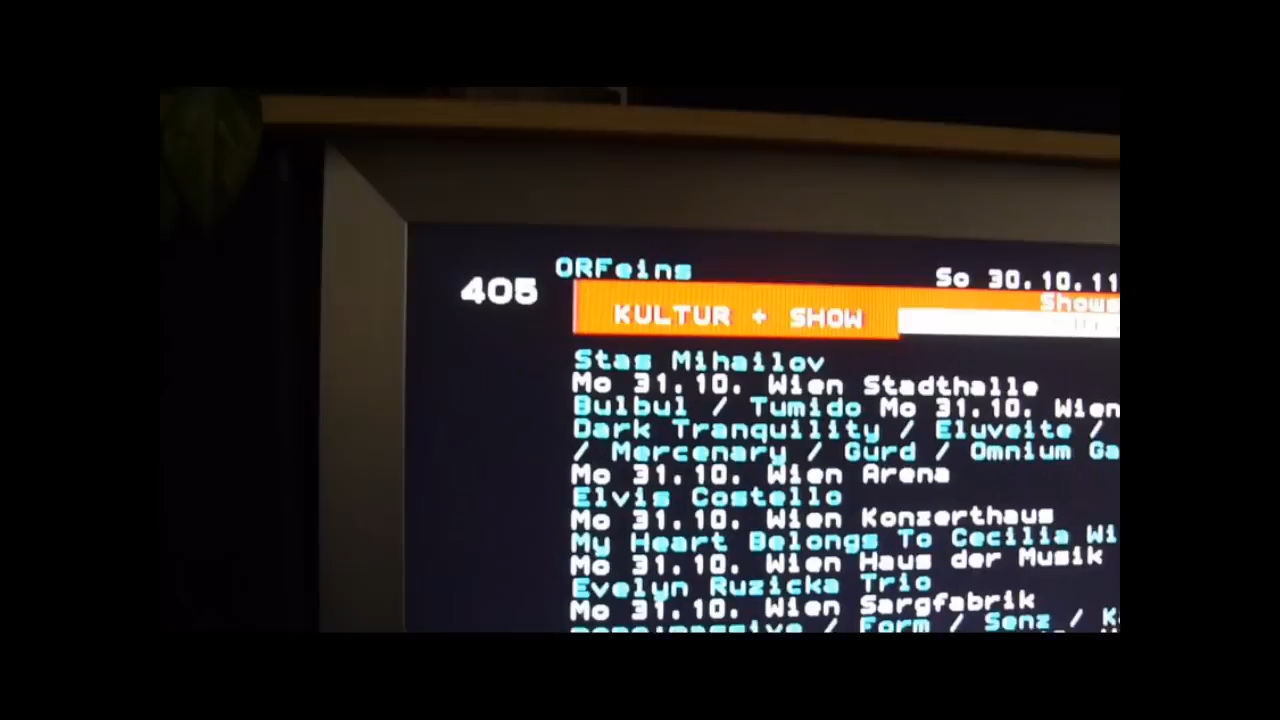 405 ORFeins So 30.10.11
Shows
KULTUR + SHOW
Stas Mihailov
Mo 31.10. Wien Stadthalle
Bulbul / Tumido Mo 31.10. Wien
Dark Tranquility / Eluveite /
/ Mercenary / Gurd / Omnium Ga
Mo 31.10. Wien Arena
Elvis Costello
Mo 31.10. Wien Konzerthaus
My Heart Belongs To Cecilia Wi
Mo 31.10. Wien Haus der Musik
Evelyn Ruzicka Trio
Mo 31.10. Wien Sargfabrik
/ Form / Senz / K